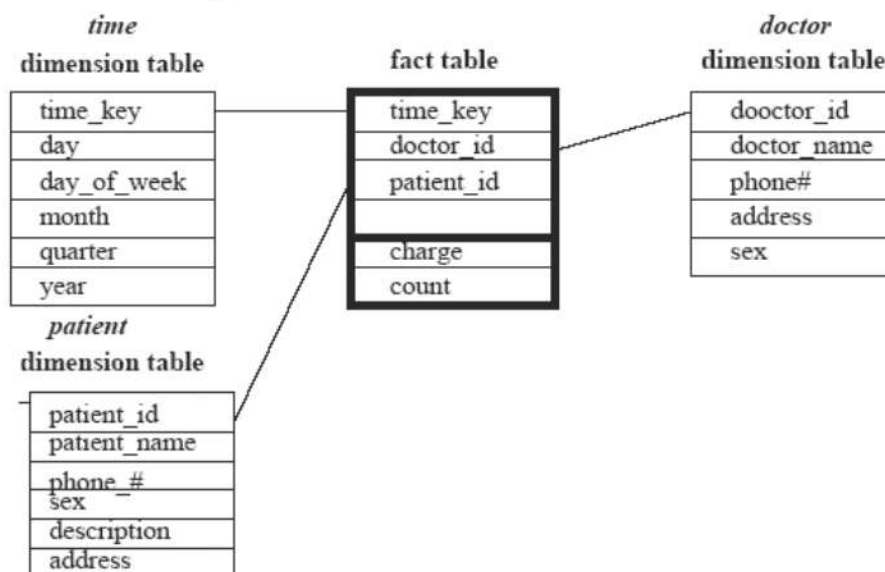 time
dimension table
time_key
day
day_of_week
month
quarter
year
fact table
time_key
doctor_id
patient_id
charge
count
doctor
dimension table
dooctor_id
doctor_name
phone#
address
sex
patient
dimension table
patient_id
patient_name
phone_#
sex
description
address